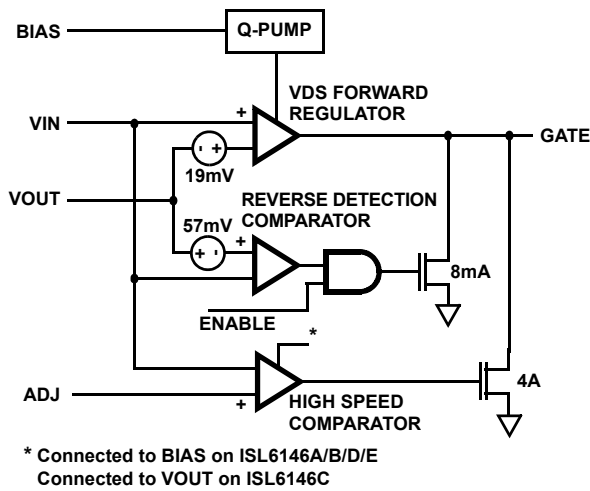 BIAS
Q-PUMP
VDS FORWARD
REGULATOR
VIN
+
GATE
- +
19mV
VOUT
REVERSE DETECTION
COMPARATOR
57mV
+ -
+
8mA
ENABLE
*
4A
ADJ
+
HIGH SPEED
COMPARATOR
* Connected to BIAS on ISL6146A/B/D/E
Connected to VOUT on ISL6146C